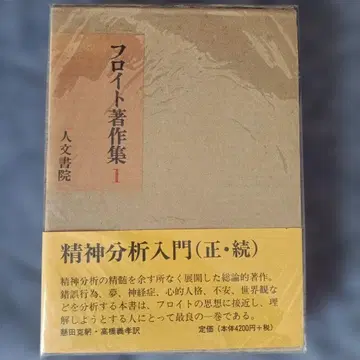 フロイト著作集1
人文書院
精神分析入門(正・続)
精神分析の精髄を余す所なく展開した総論的著作。
錯誤行為、夢、神経症、心的人格、不安、世界観など
を分析する本書は、フロイトの思想に接近し、理
解しようとする人にとって最良の一巻である。
懸田克躬・高橋義孝訳
定価(本体4200円+税)